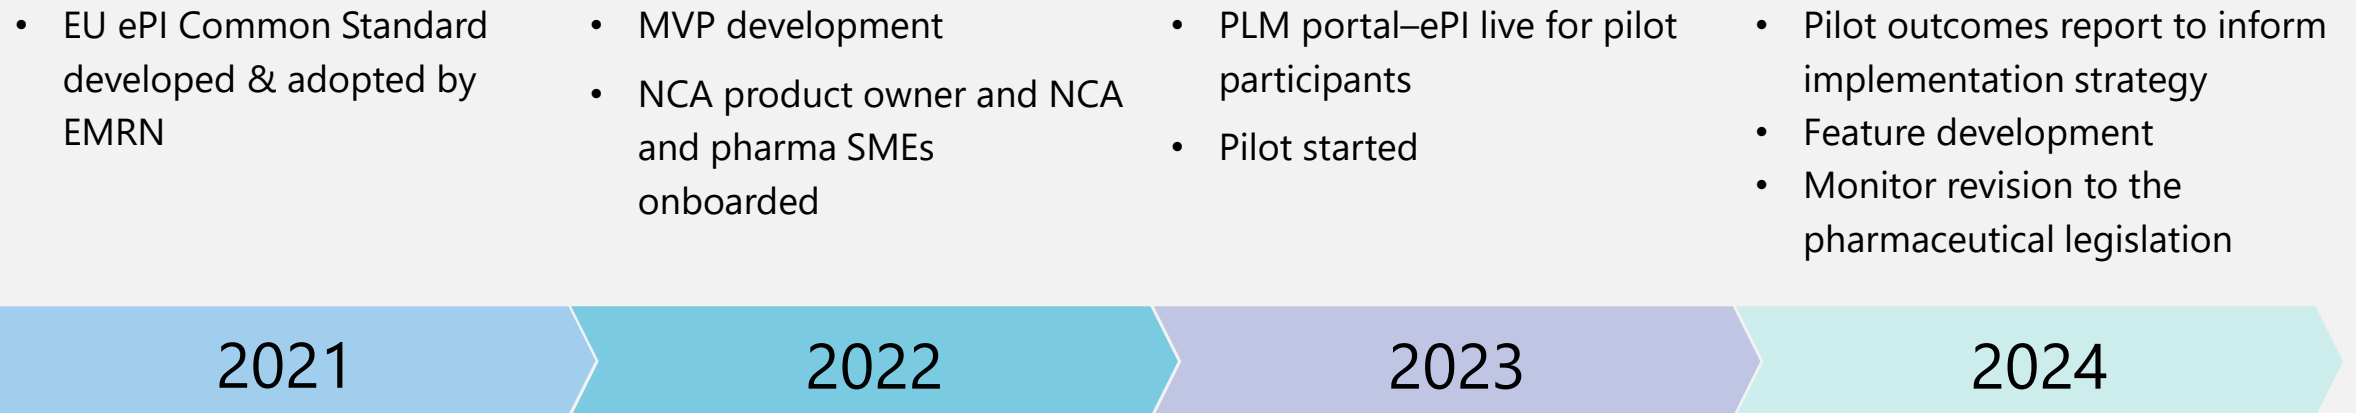 • EU ePI Common Standard
developed & adopted by
EMRN
• MVP development
• NCA product owner and NCA
and pharma SMEs
onboarded
• PLM portal–ePI live for pilot
participants
• Pilot started
• Pilot outcomes report to inform
implementation strategy
• Feature development
• Monitor revision to the
pharmaceutical legislation
2021
2022
2023
2024